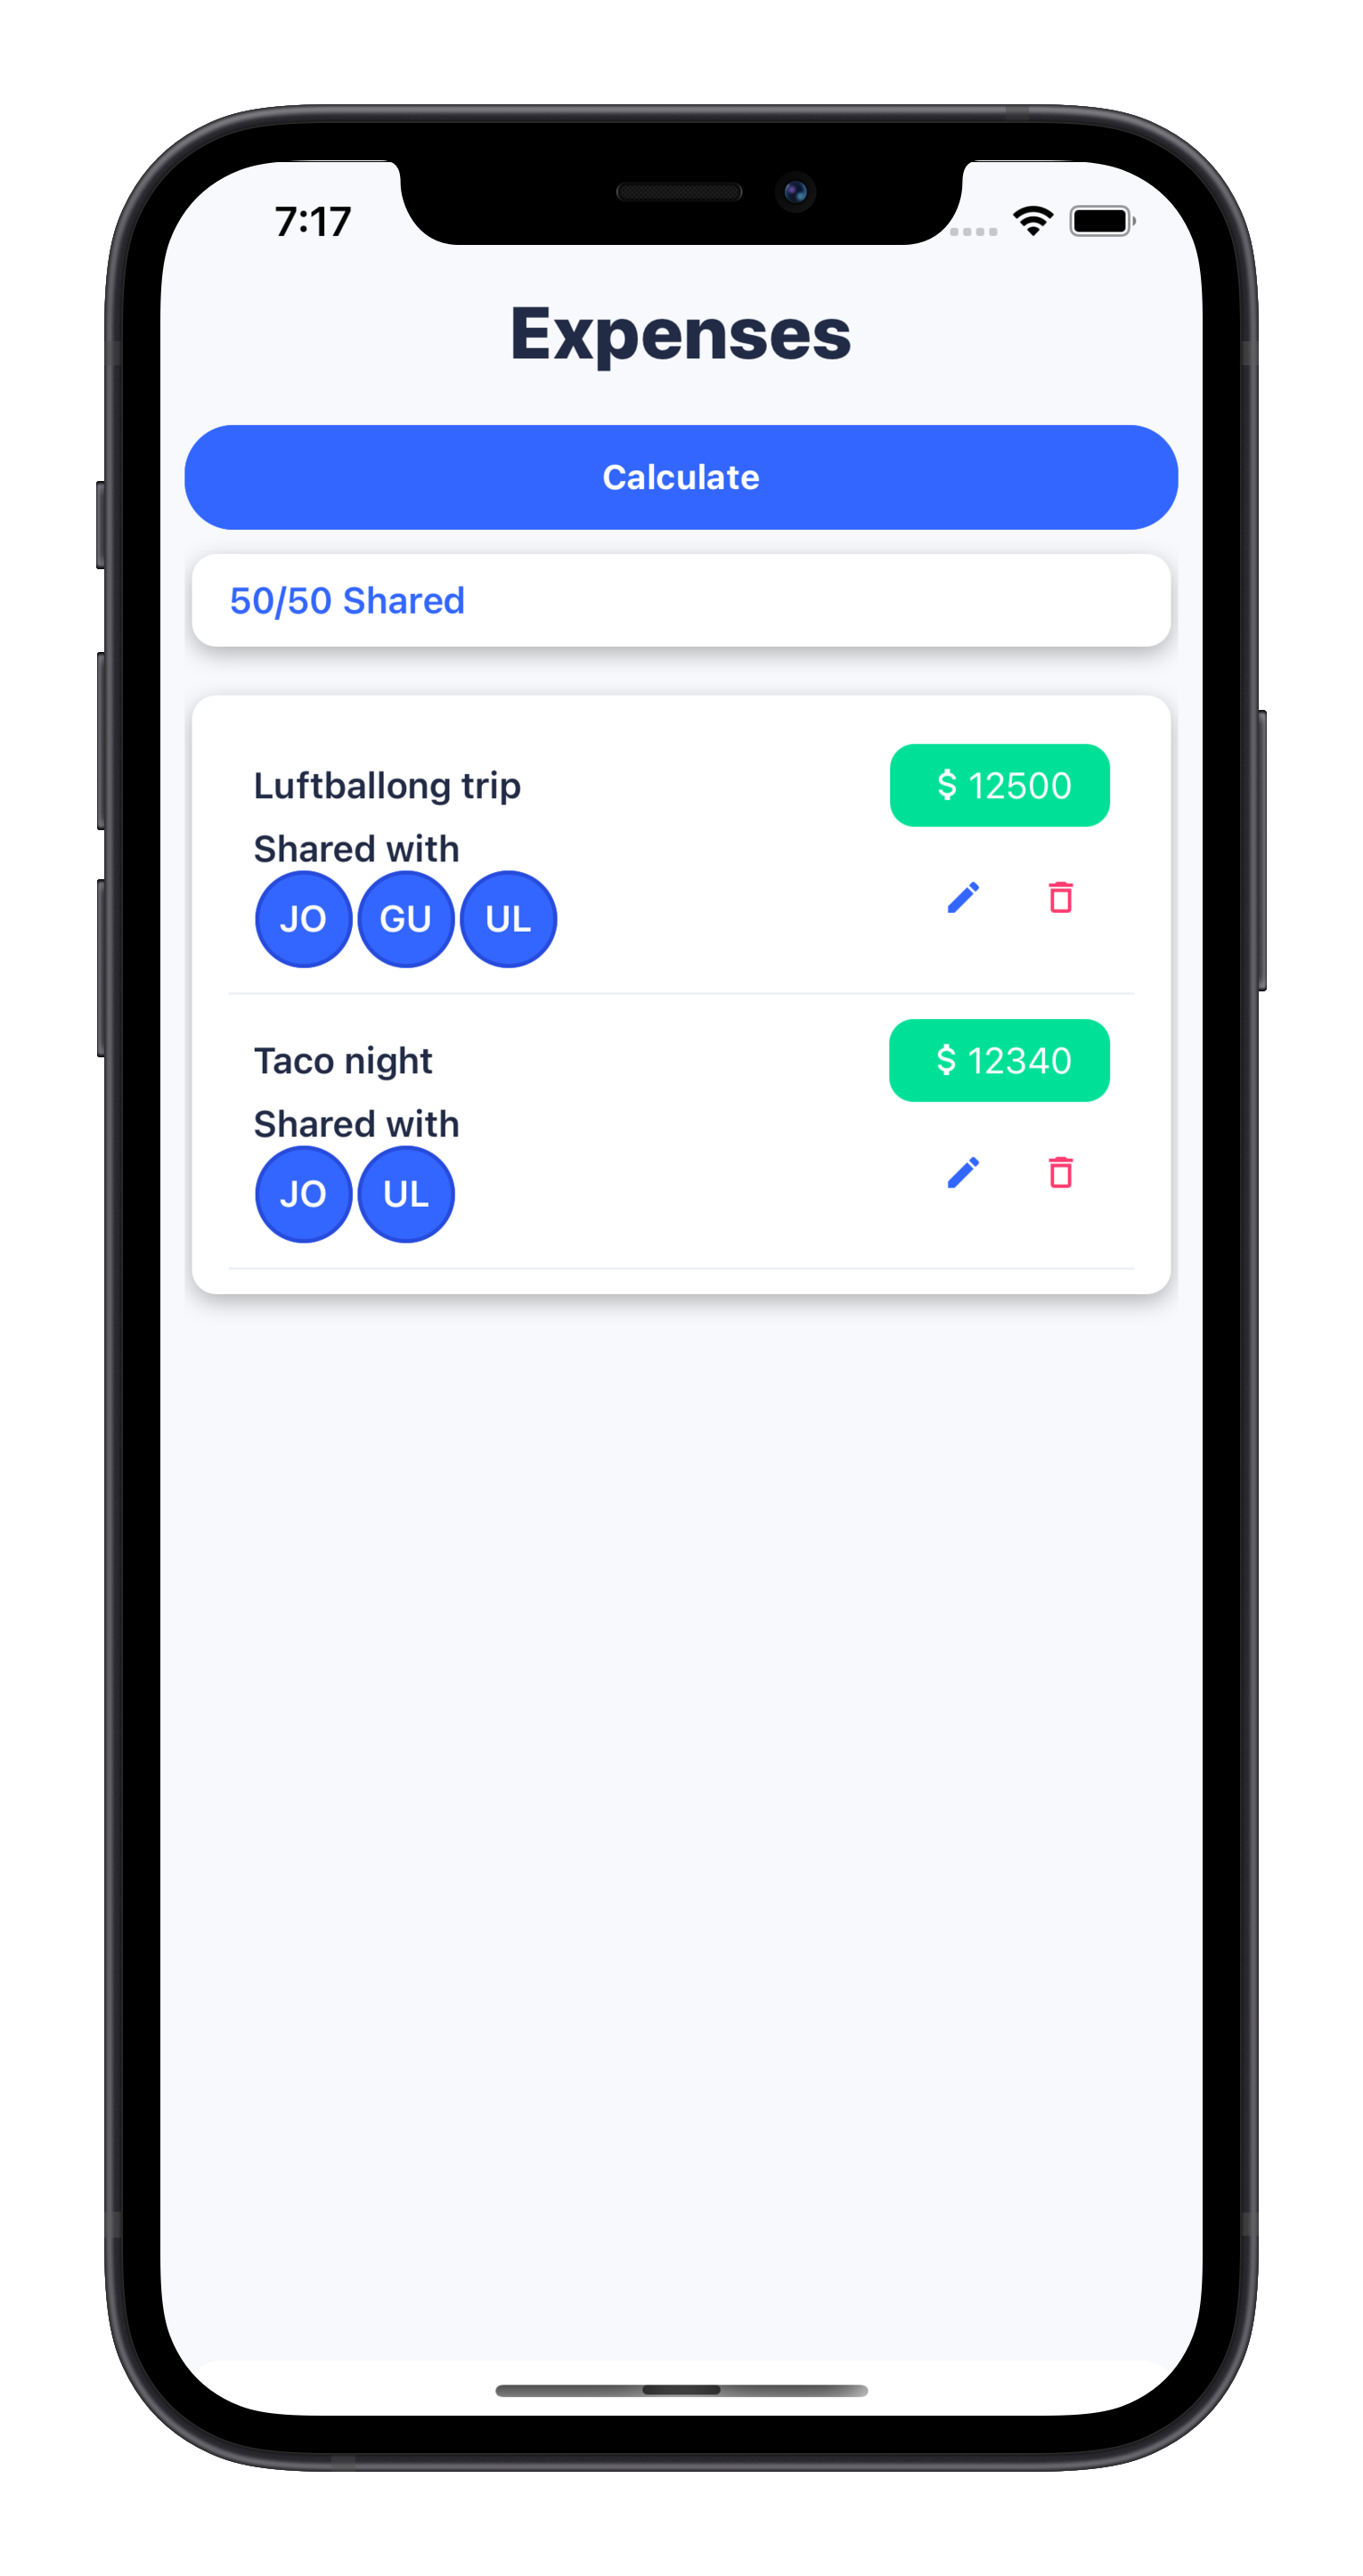 7:17
Expenses
Calculate
50/50 Shared
Luftballong trip
$ 12500
Shared with
JO GU UL
Taco night
$ 12340
Shared with
JO UL